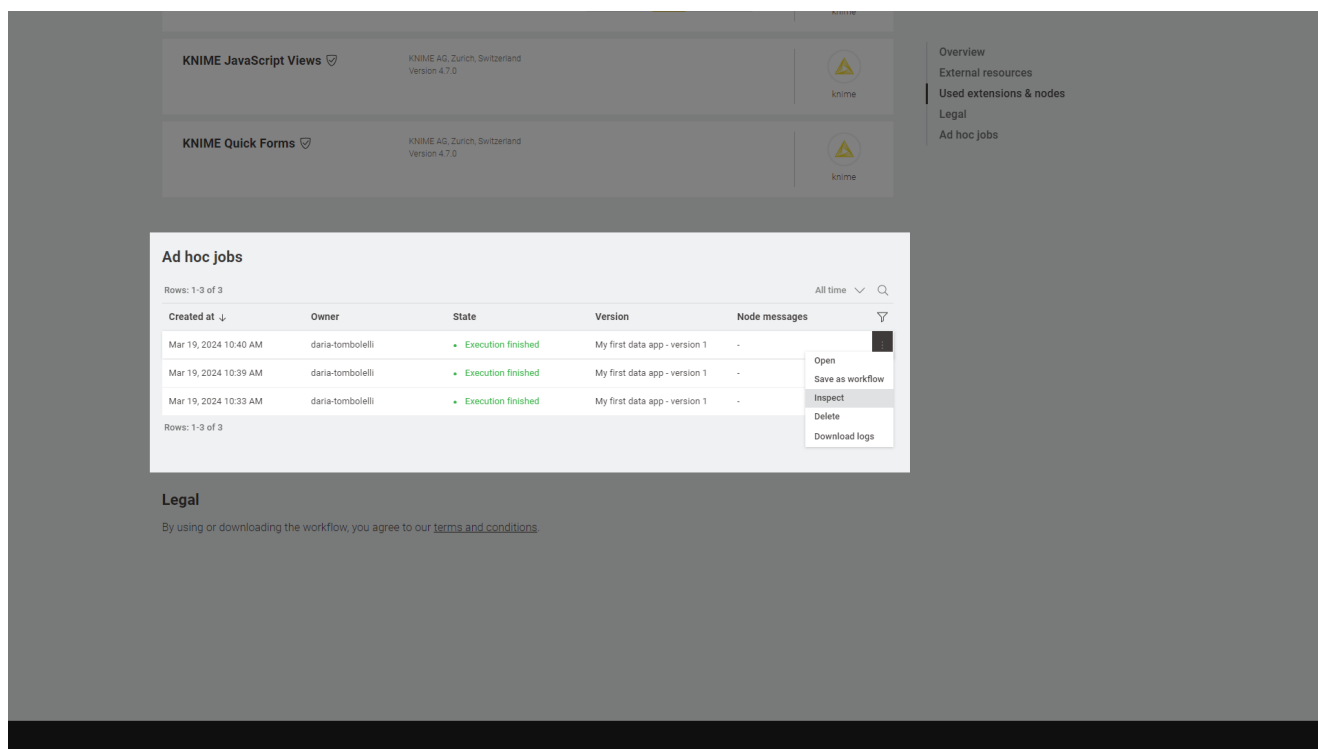 knime
KNIME JavaScript Views
KNIME AG, Zurich, Switzerland
Version 4.7.0
knime
KNIME Quick Forms
KNIME AG, Zurich, Switzerland
Version 4.7.0
knime
Overview
External resources
Used extensions & nodes
Legal
Ad hoc jobs
Ad hoc jobs
Rows: 1-3 of 3
All time
Created at ↓ Owner State Version Node messages
Mar 19, 2024 10:40 AM daria-tombolelli • Execution finished My first data app - version 1 -
Mar 19, 2024 10:39 AM daria-tombolelli • Execution finished My first data app - version 1 -
Mar 19, 2024 10:33 AM daria-tombolelli • Execution finished My first data app - version 1 -
Rows: 1-3 of 3
Open
Save as workflow
Inspect
Delete
Download logs
Legal
By using or downloading the workflow, you agree to our terms and conditions.